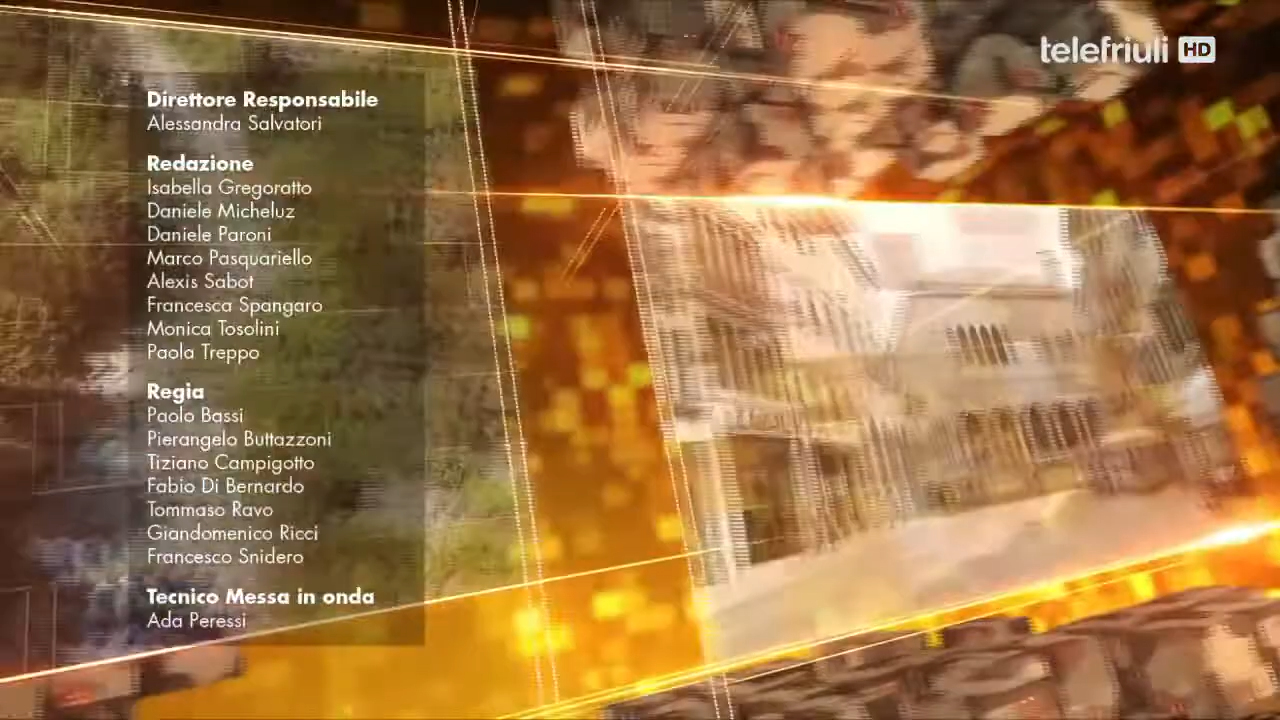 telefriuli HD
Direttore Responsabile
Alessandra Salvatori
Redazione
Isabella Gregoratto
Daniele Micheluz
Daniele Paroni
Marco Pasquariello
Alexis Sabot
Francesca Spangaro
Monica Tosolini
Paola Treppo
Regia
Paolo Bassi
Pierangelo Buttazzoni
Tiziano Campigotto
Fabio Di Bernardo
Tommaso Ravo
Giandomenico Ricci
Francesco Snidero
Tecnico Messa in onda
Ada Peressi